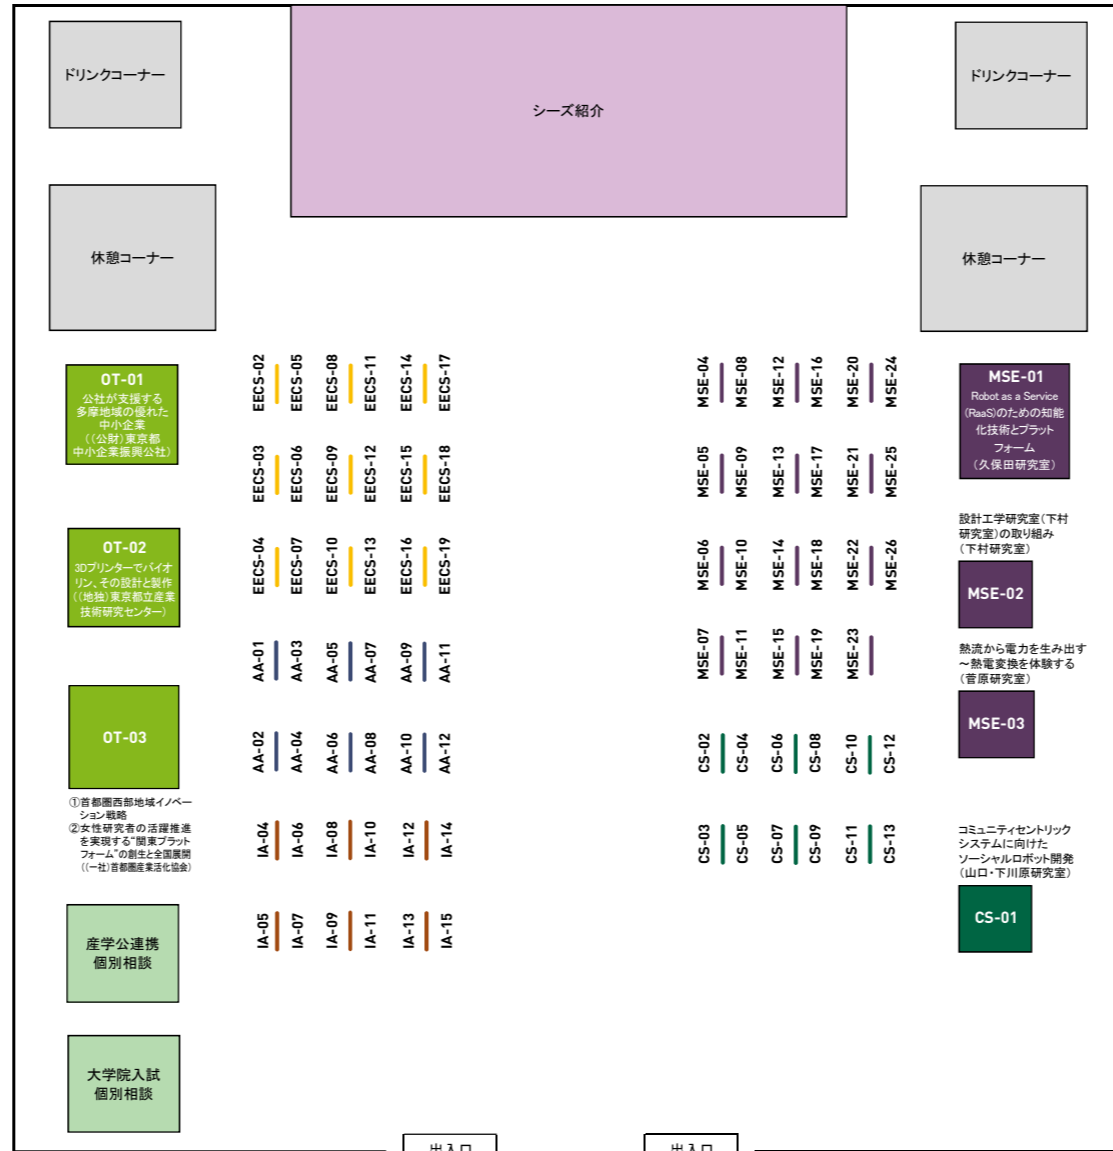 ドリンクコーナー
シーズ紹介
ドリンクコーナー
休憩コーナー
休憩コーナー
OT-01
公社が支援する
多摩地域の優れた
中小企業
((公財)東京都
中小企業振興公社)
OT-02
3Dプリンターでバイオ
リン、その設計と製作
((地独)東京都立産業
技術研究センター)
OT-03
①首都圏西部地域イノベー
ション戦略
②女性研究者の活躍推進
を実現する“関東プラット
フォーム”の創生と全国展開
((一社)首都圏産業活化協会)
産学公連携
個別相談
大学院入試
個別相談
EECS-02
EECS-05
EECS-08
EECS-11
EECS-14
EECS-17
EECS-03
EECS-06
EECS-09
EECS-12
EECS-15
EECS-18
EECS-04
EECS-07
EECS-10
EECS-13
EECS-16
EECS-19
AA-01
AA-03
AA-05
AA-07
AA-09
AA-11
AA-02
AA-04
AA-06
AA-08
AA-10
AA-12
IA-04
IA-06
IA-08
IA-10
IA-12
IA-14
IA-05
IA-07
IA-09
IA-11
IA-13
IA-15
MSE-04
MSE-08
MSE-12
MSE-16
MSE-20
MSE-24
MSE-05
MSE-09
MSE-13
MSE-17
MSE-21
MSE-25
MSE-06
MSE-10
MSE-14
MSE-18
MSE-22
MSE-26
MSE-07
MSE-11
MSE-15
MSE-19
MSE-23
CS-02
CS-04
CS-06
CS-08
CS-10
CS-12
CS-03
CS-05
CS-07
CS-09
CS-11
CS-13
MSE-01
Robot as a Service
(RaaS)のための知能
化技術とプラット
フォーム
(久保田研究室)
設計工学研究室(下村
研究室)の取り組み
(下村研究室)
MSE-02
熱流から電力を生み出す
～熱電変換を体験する
(菅原研究室)
MSE-03
コミュニティセントリック
システムに向けた
ソーシャルロボット開発
(山口・下川原研究室)
CS-01
出入口
出入口